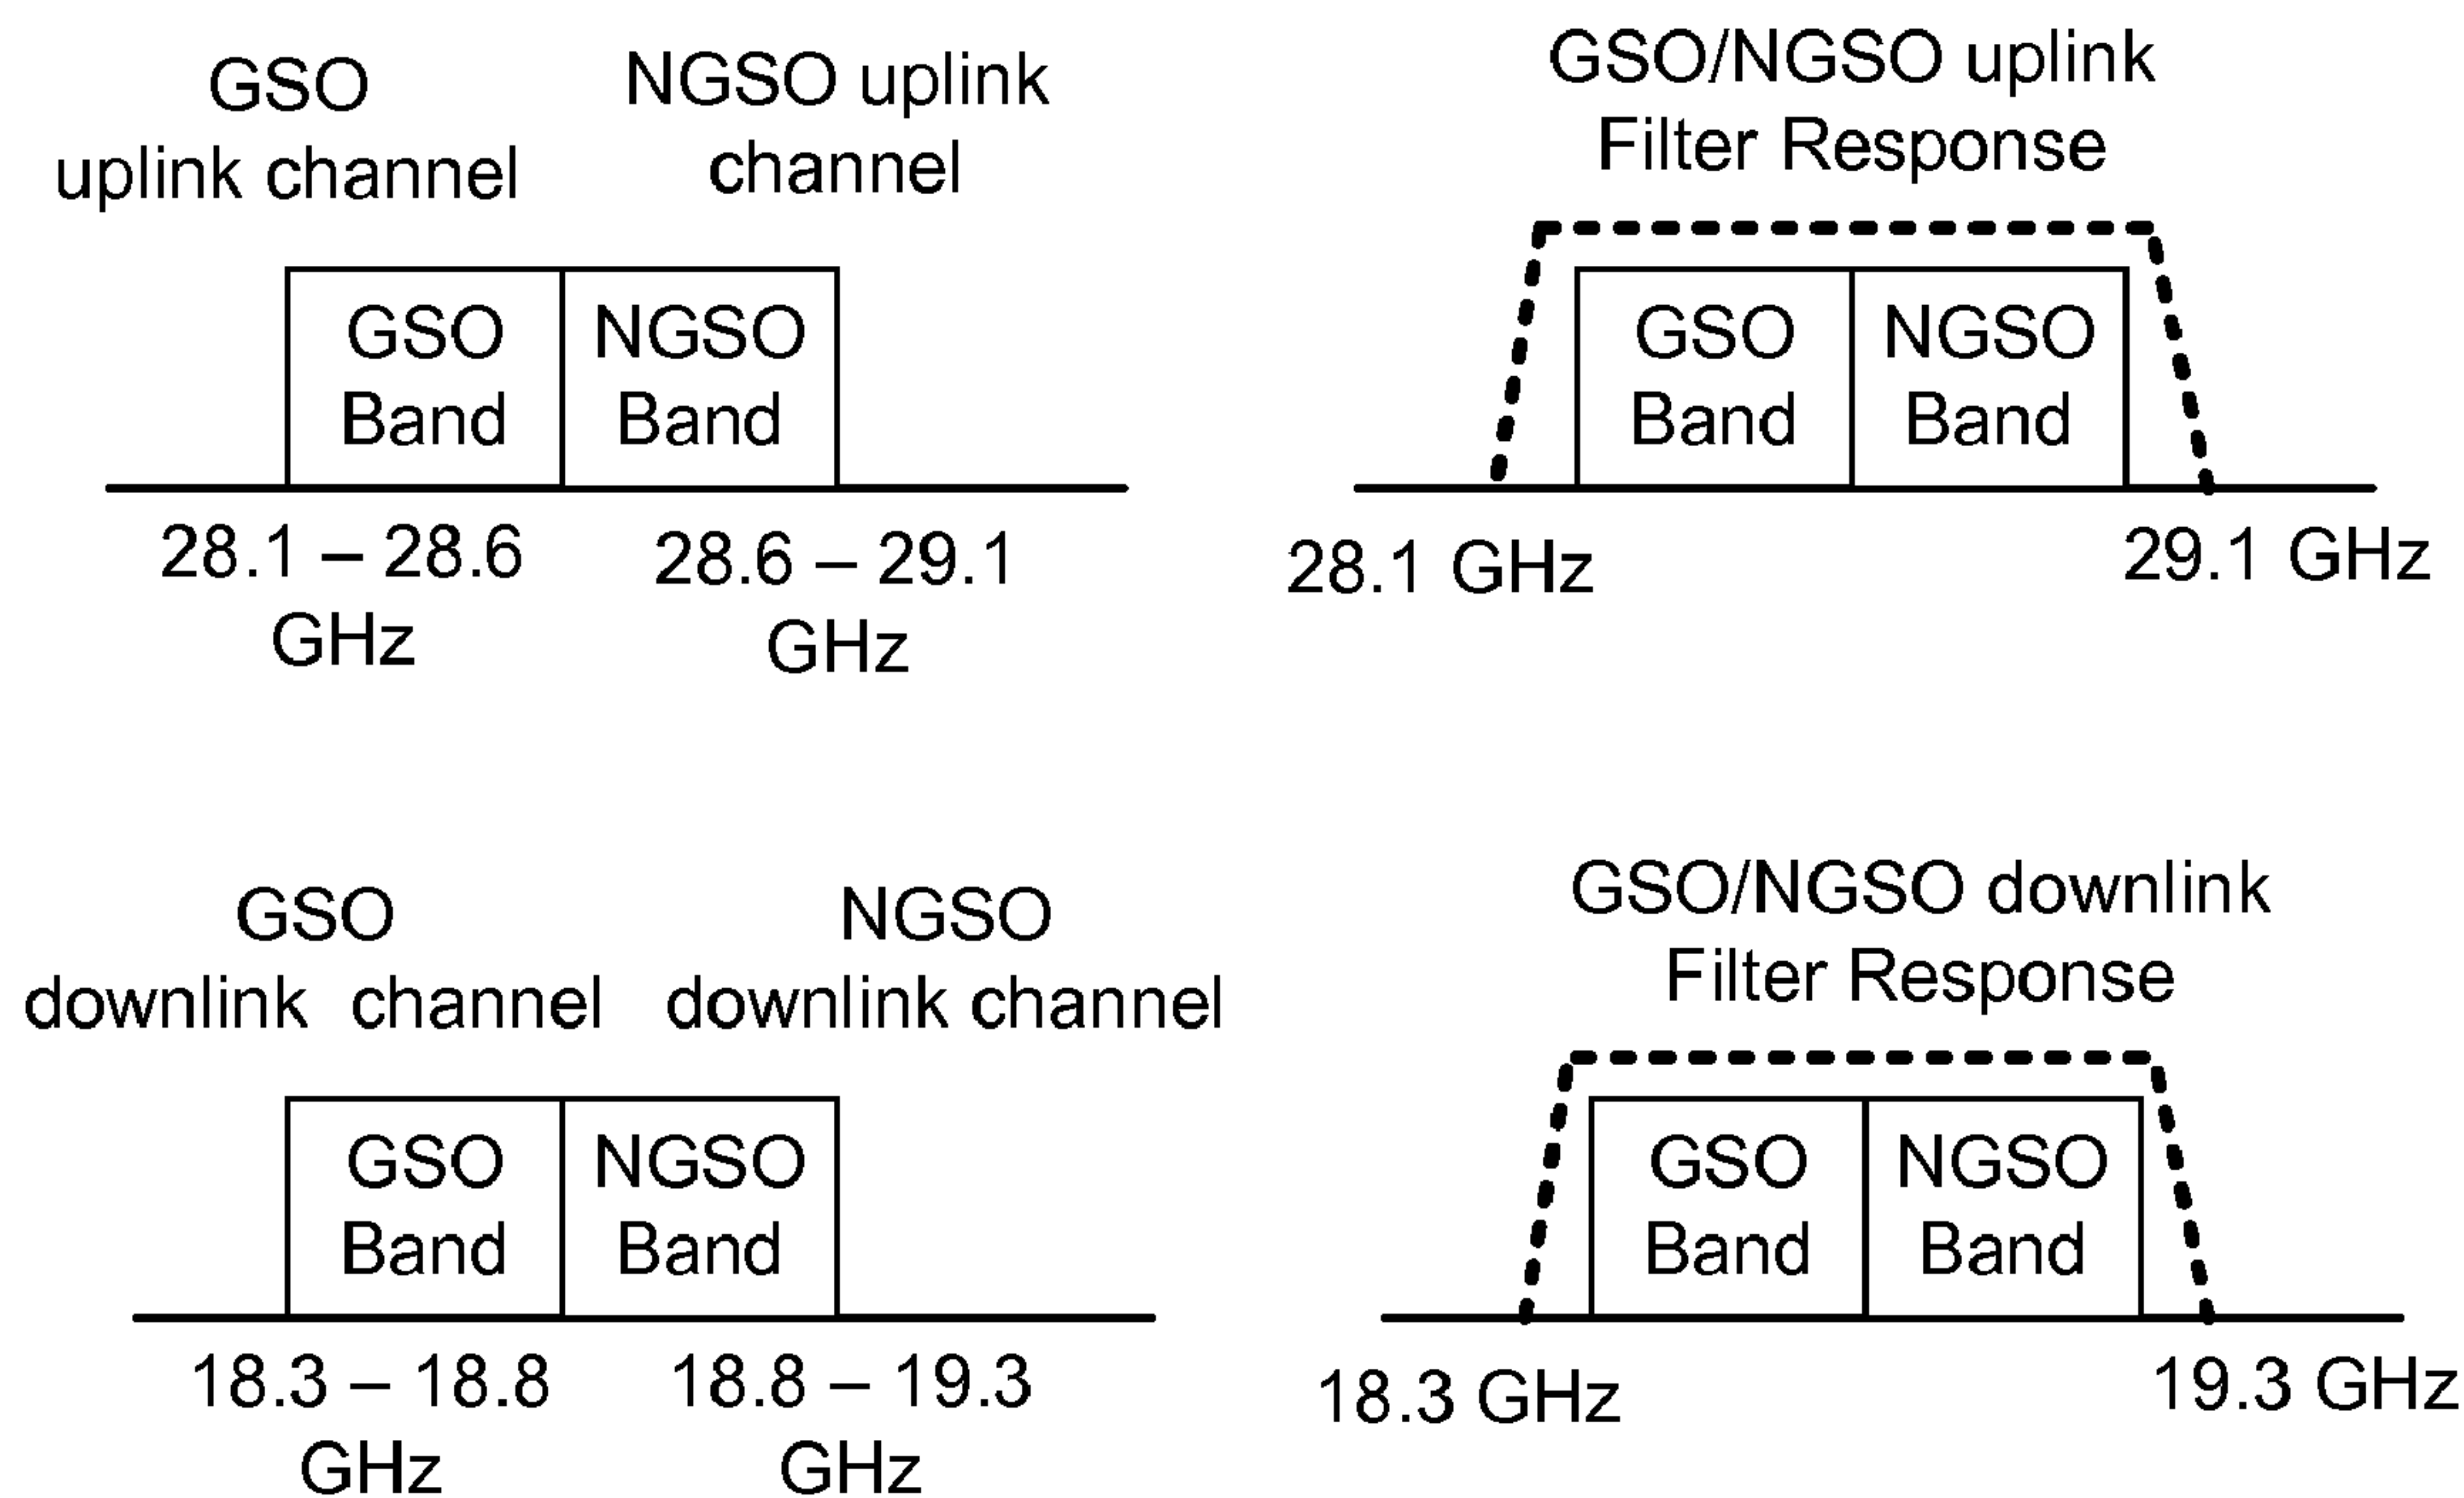 GSO
uplink channel
NGSO uplink
channel
GSO
Band
NGSO
Band
28.1 – 28.6
GHz
28.6 – 29.1
GHz
GSO/NGSO uplink
Filter Response
GSO
Band
NGSO
Band
28.1 GHz
29.1 GHz
GSO
downlink channel
NGSO
downlink channel
GSO
Band
NGSO
Band
18.3 – 18.8
GHz
18.8 – 19.3
GHz
GSO/NGSO downlink
Filter Response
GSO
Band
NGSO
Band
18.3 GHz
19.3 GHz